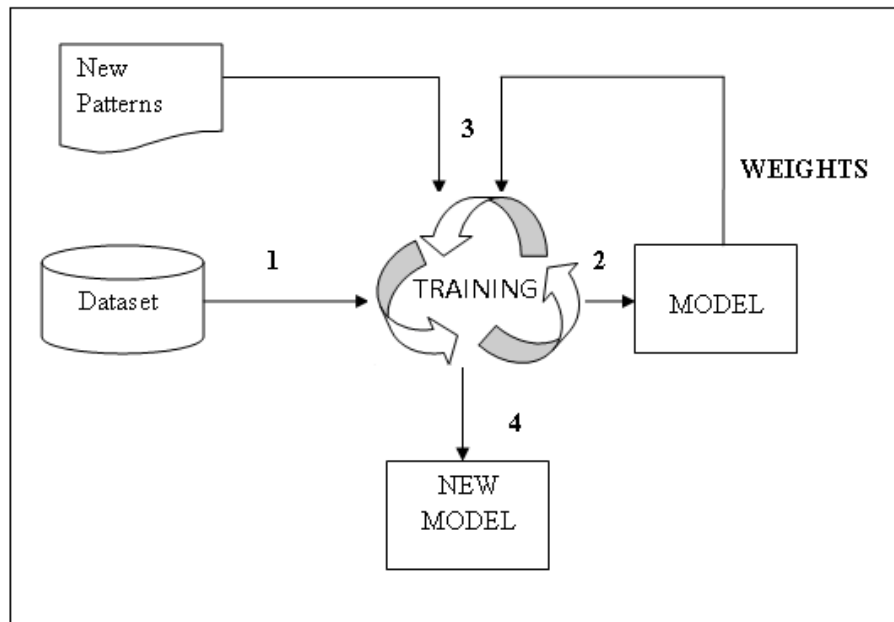 New
Patterns
3
WEIGHTS
1
2
Dataset
TRAINING
MODEL
4
NEW
MODEL